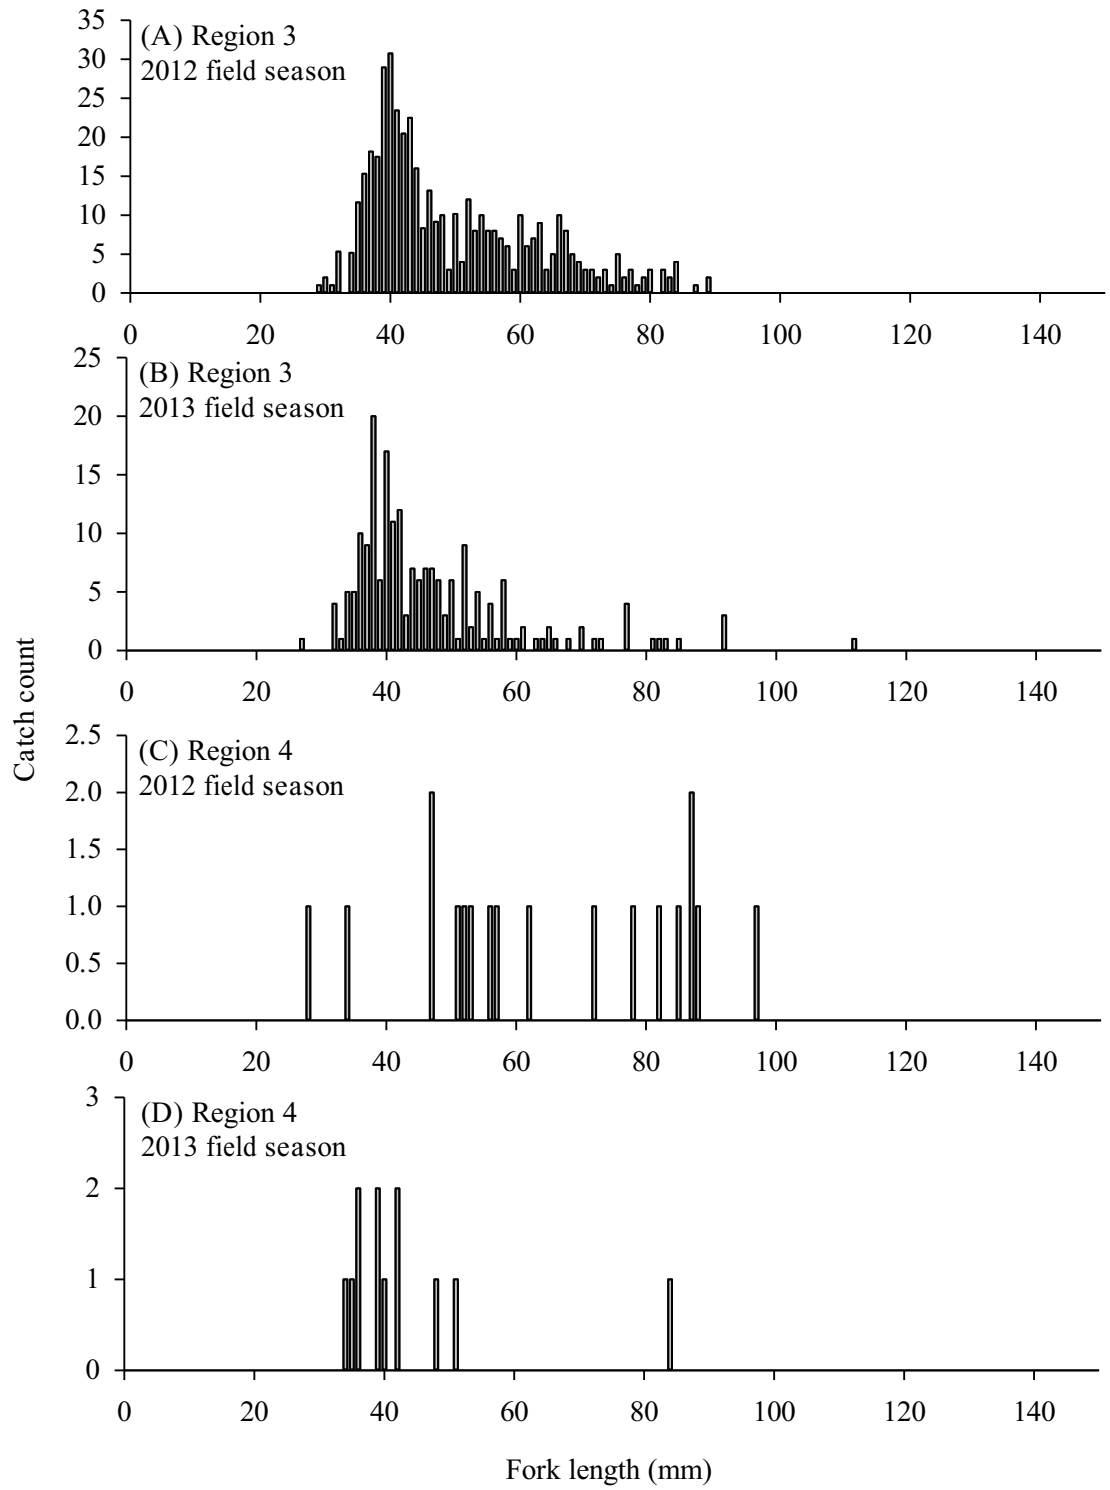 35
(A) Region 3
30
2012 field season
25
20
15
10
5
0
0 20 40 60 80 100 120 140
25
(B) Region 3
2013 field season
20
15
10
5
0
0 20 40 60 80 100 120 140
Catch count
2.5
(C) Region 4
2012 field season
2.0
1.5
1.0
0.5
0.0
0 20 40 60 80 100 120 140
3
(D) Region 4
2013 field season
2
1
0
0 20 40 60 80 100 120 140
Fork length (mm)